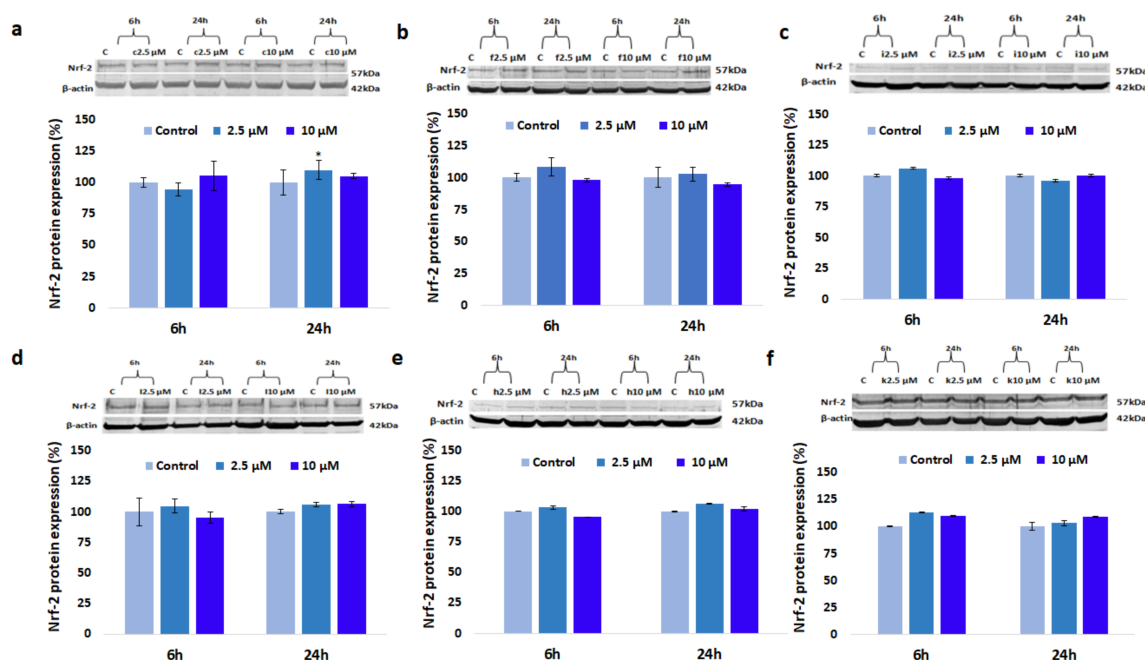 a
6h 24h 6h 24h
C c2.5 µM C c2.5 µM C c10 µM C c10 µM
Nrf-2
57kDa
β-actin
42kDa
Nrf-2 protein expression (%)
150
125
100
75
50
25
0
Control 2.5 µM 10 µM
*
6h 24h
b
6h 24h 6h 24h
C f2.5 µM C f2.5 µM C f10 µM C f10 µM
Nrf-2
57kDa
β-actin
42kDa
Nrf-2 protein expression (%)
150
125
100
75
50
25
0
Control 2.5 µM 10 µM
6h 24h
c
6h 24h 6h 24h
C i2.5 µM C i2.5 µM C i10 µM C i10 µM
Nrf-2
57kDa
β-actin
42kDa
Nrf-2 protein expression (%)
150
125
100
75
50
25
0
Control 2.5 µM 10 µM
6h 24h
d
6h 24h 6h 24h
C l2.5 µM C l2.5 µM C l10 µM C l10 µM
Nrf-2
57kDa
β-actin
42kDa
Nrf-2 protein expression (%)
150
125
100
75
50
25
0
Control 2.5 µM 10 µM
6h 24h
e
6h 24h 6h 24h
C h2.5 µM C h2.5 µM C h10 µM C h10 µM
Nrf-2
57kDa
β-actin
42kDa
Nrf-2 protein expression (%)
150
125
100
75
50
25
0
Control 2.5 µM 10 µM
6h 24h
f
6h 24h 6h 24h
C k2.5 µM C k2.5 µM C k10 µM C k10 µM
Nrf-2
57kDa
β-actin
42kDa
Nrf-2 protein expression (%)
150
125
100
75
50
25
0
Control 2.5 µM 10 µM
6h 24h